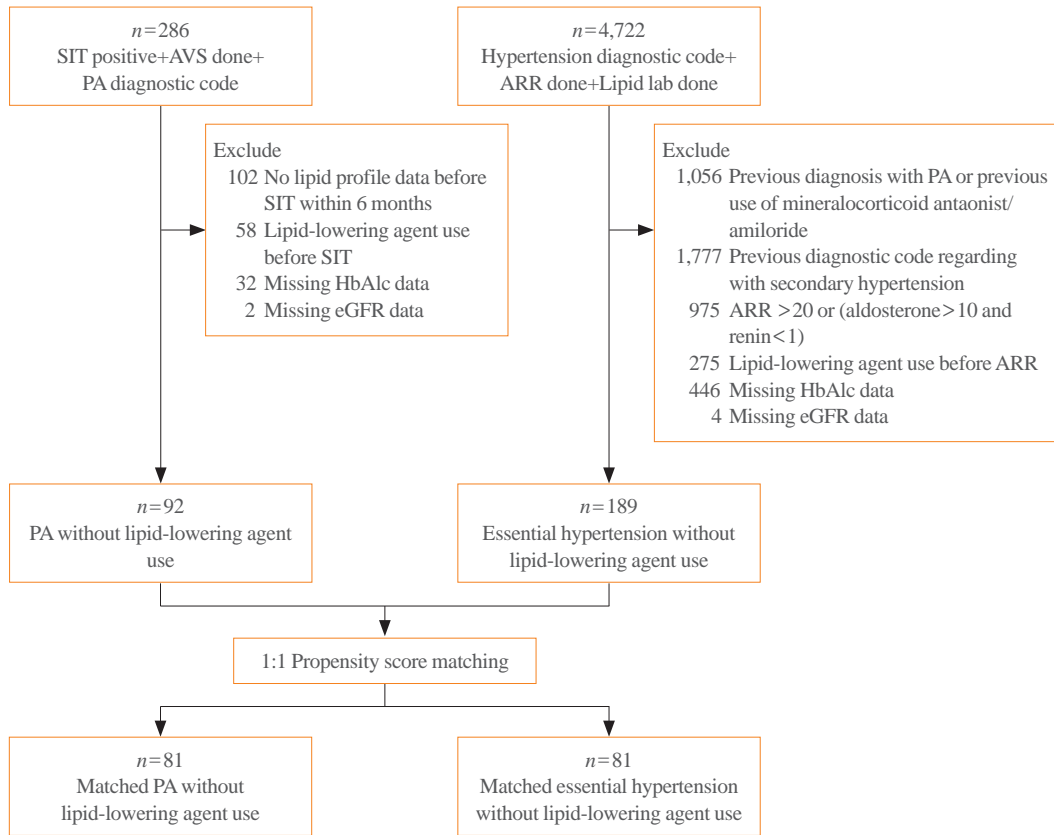 n=286
SIT positive+AVS done+
PA diagnostic code
n=4,722
Hypertension diagnostic code+
ARR done+Lipid lab done
Exclude
102 No lipid profile data before
SIT within 6 months
58 Lipid-lowering agent use
before SIT
32 Missing HbAlc data
2 Missing eGFR data
Exclude
1,056 Previous diagnosis with PA or previous
use of mineralocorticoid antaonist/
amiloride
1,777 Previous diagnostic code regarding
with secondary hypertension
975 ARR >20 or (aldosterone>10 and
renin<1)
275 Lipid-lowering agent use before ARR
446 Missing HbAlc data
4 Missing eGFR data
n=92
PA without lipid-lowering agent
use
n=189
Essential hypertension without
lipid-lowering agent use
1:1 Propensity score matching
n=81
Matched PA without
lipid-lowering agent use
n=81
Matched essential hypertension
without lipid-lowering agent use